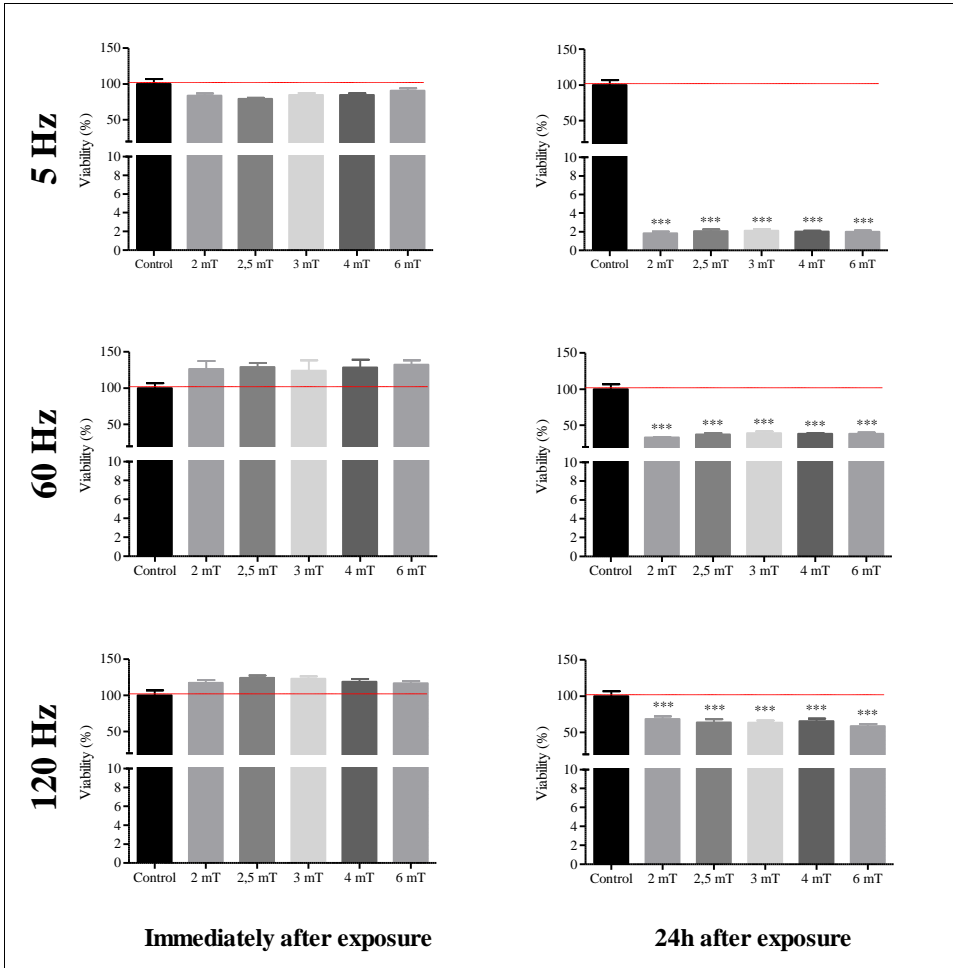 5 Hz
Viability (%)
150
100
50
10
8
6
4
2
0
Control 2 mT 2,5 mT 3 mT 4 mT 6 mT
Viability (%)
150
100
50
10
8
6
4
2
0
*** *** *** *** ***
Control 2 mT 2,5 mT 3 mT 4 mT 6 mT
60 Hz
Viability (%)
150
100
50
10
8
6
4
2
0
Control 2 mT 2,5 mT 3 mT 4 mT 6 mT
Viability (%)
150
100
50
10
8
6
4
2
0
*** *** *** *** ***
Control 2 mT 2,5 mT 3 mT 4 mT 6 mT
120 Hz
Viability (%)
150
100
50
10
8
6
4
2
0
Control 2 mT 2,5 mT 3 mT 4 mT 6 mT
Viability (%)
150
100
50
10
8
6
4
2
0
*** *** *** *** ***
Control 2 mT 2,5 mT 3 mT 4 mT 6 mT
Immediately after exposure
24h after exposure